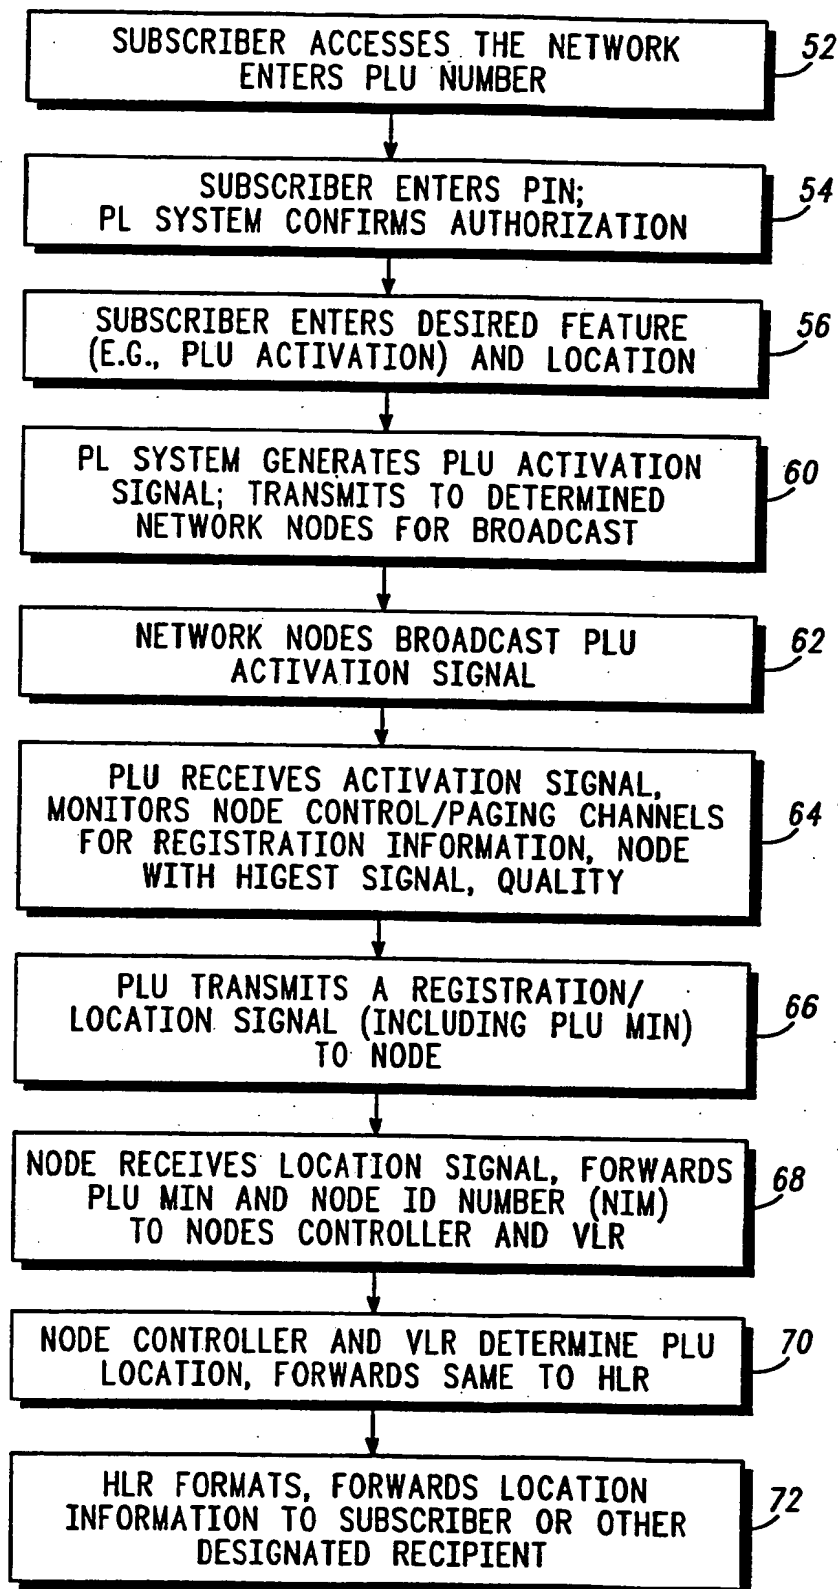 SUBSCRIBER ACCESSES THE NETWORK
ENTERS PLU NUMBER
52
SUBSCRIBER ENTERS PIN;
PL SYSTEM CONFIRMS AUTHORIZATION
54
SUBSCRIBER ENTERS DESIRED FEATURE
(E.G., PLU ACTIVATION) AND LOCATION
56
PL SYSTEM GENERATES PLU ACTIVATION
SIGNAL; TRANSMITS TO DETERMINED
NETWORK NODES FOR BROADCAST
60
NETWORK NODES BROADCAST PLU
ACTIVATION SIGNAL
62
PLU RECEIVES ACTIVATION SIGNAL,
MONITORS NODE CONTROL/PAGING CHANNELS
FOR REGISTRATION INFORMATION, NODE
WITH HIGEST SIGNAL, QUALITY
64
PLU TRANSMITS A REGISTRATION/
LOCATION SIGNAL (INCLUDING PLU MIN)
TO NODE
66
NODE RECEIVES LOCATION SIGNAL, FORWARDS
PLU MIN AND NODE ID NUMBER (NIM)
TO NODES CONTROLLER AND VLR
68
NODE CONTROLLER AND VLR DETERMINE PLU
LOCATION, FORWARDS SAME TO HLR
70
HLR FORMATS, FORWARDS LOCATION
INFORMATION TO SUBSCRIBER OR OTHER
DESIGNATED RECIPIENT
72